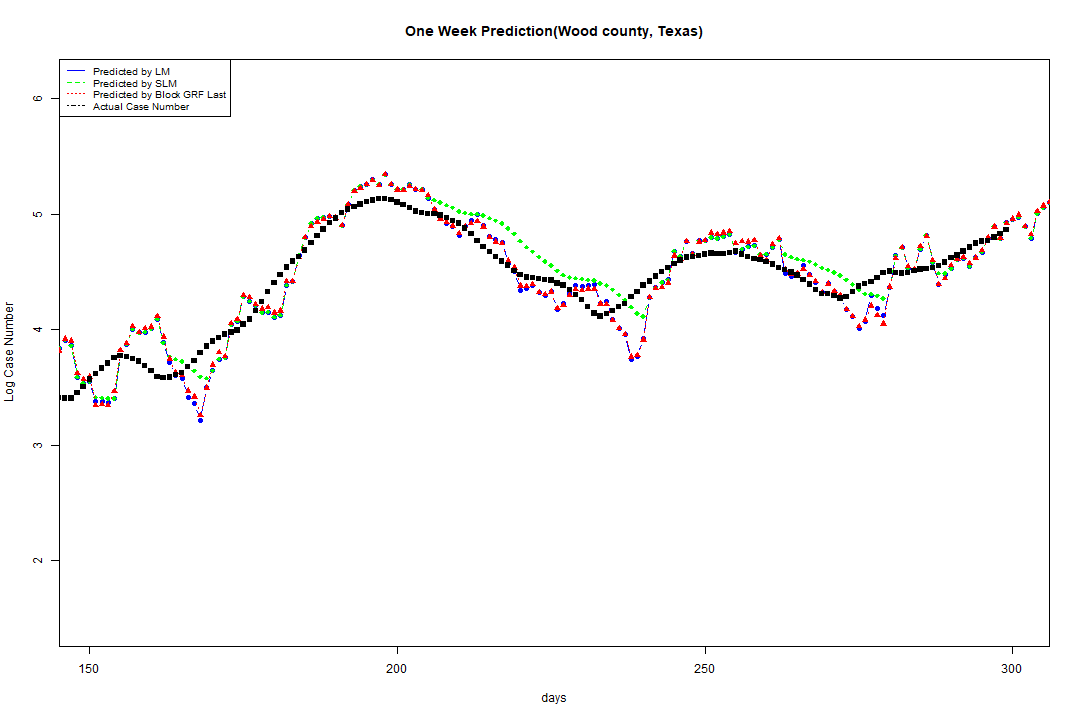 One Week Prediction(Wood county, Texas)
Predicted by LM
Predicted by SLM
Predicted by Block GRF Last
Actual Case Number
6
5
4
3
2
Log Case Number
150 200 250 300
days